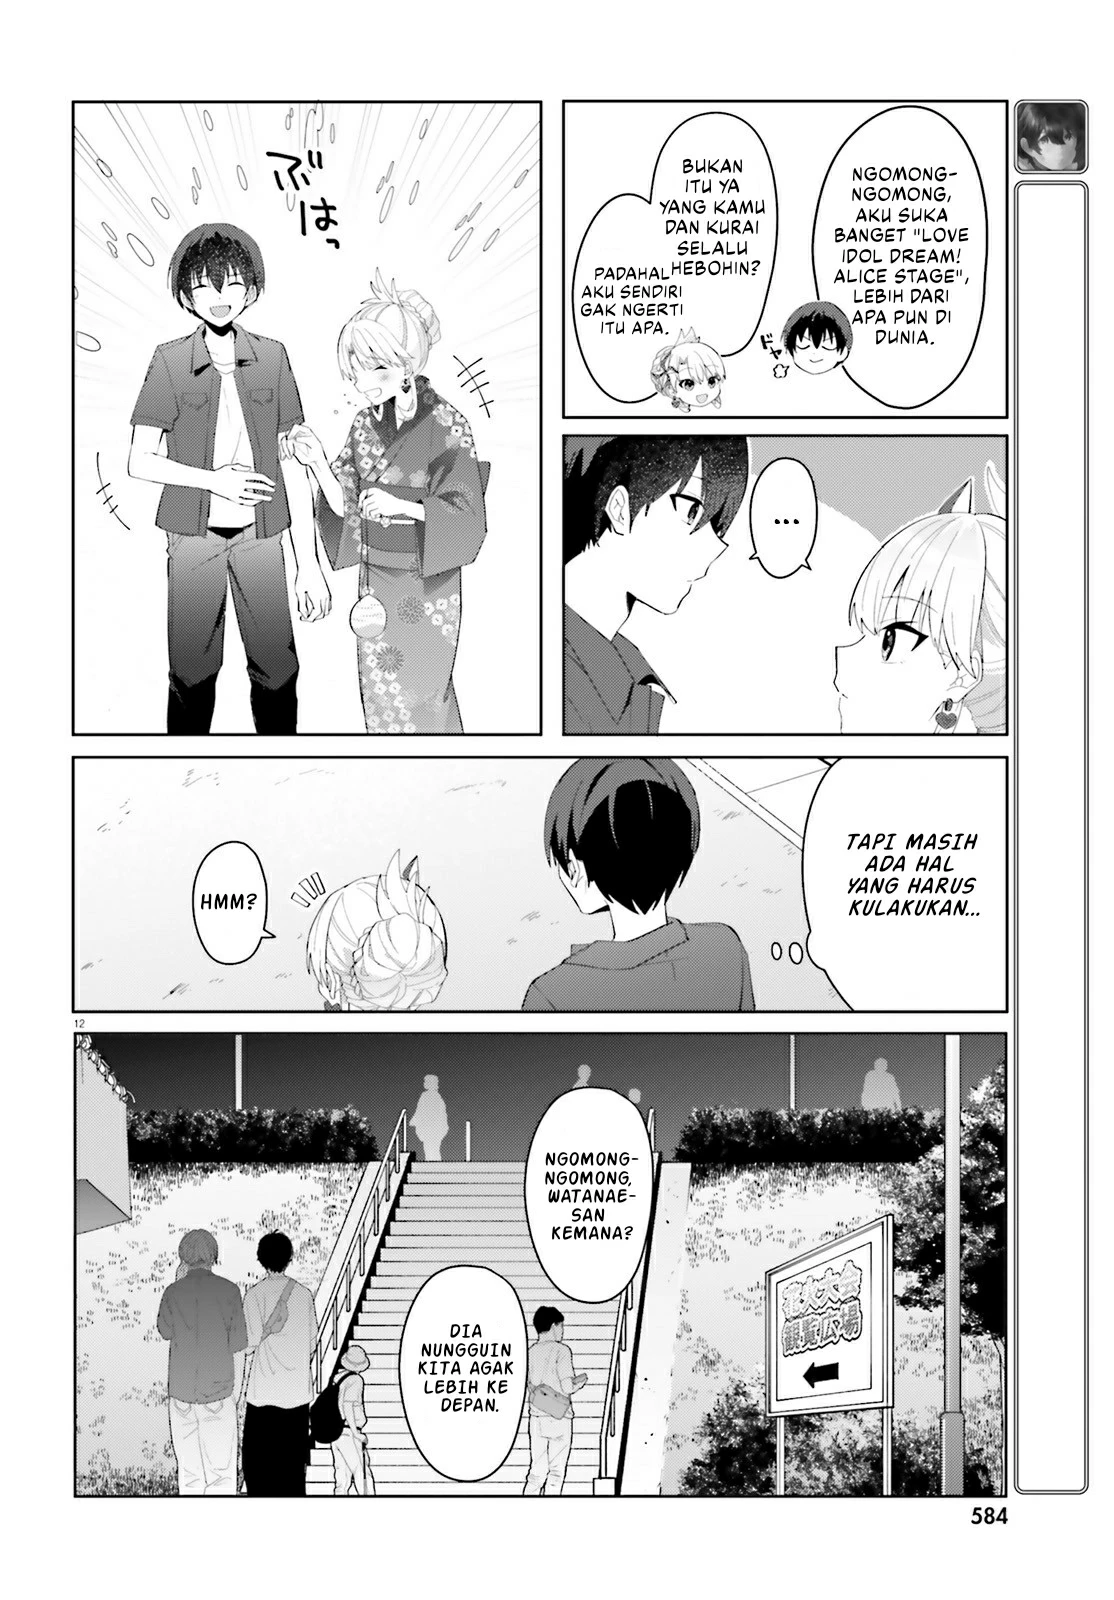 NGOMONG-
NGOMONG,
AKU SUKA
BANGET "LOVE
IDOL DREAM!
ALICE STAGE",
LEBIH DARI
APA PUN DI
DUNIA.
BUKAN
ITU YA
YANG KAMU
DAN KURAI
SELALU
HEBOHIN?
PADAHAL
AKU SENDIRI
GAK NGERTI
ITU APA.
ドヤ
...
ぶはっ
TAPI MASIH
ADA HAL
YANG HARUS
KULAKUKAN...
HMM?
12
NGOMONG-
NGOMONG,
WATANAE-
SAN
KEMANA?
DIA
NUNGGUIN
KITA AGAK
LEBIH KE
DEPAN.
花火大会
観覧広場
584